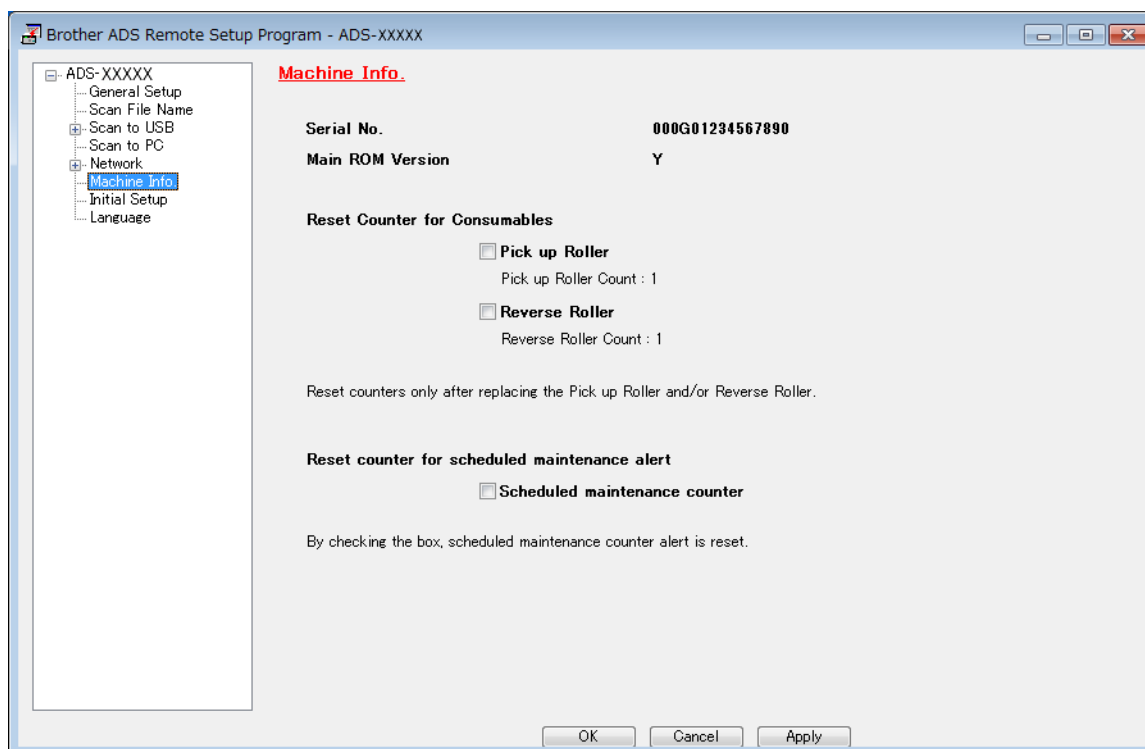 Brother ADS Remote Setup Program - ADS-XXXXX
ADS-XXXXX
General Setup
Scan File Name
Scan to USB
Scan to PC
Network
Machine Info.
Initial Setup
Language
Machine Info.
Serial No. 000G01234567890
Main ROM Version Y
Reset Counter for Consumables
Pick up Roller
Pick up Roller Count : 1
Reverse Roller
Reverse Roller Count : 1
Reset counters only after replacing the Pick up Roller and/or Reverse Roller.
Reset counter for scheduled maintenance alert
Scheduled maintenance counter
By checking the box, scheduled maintenance counter alert is reset.
OK Cancel Apply